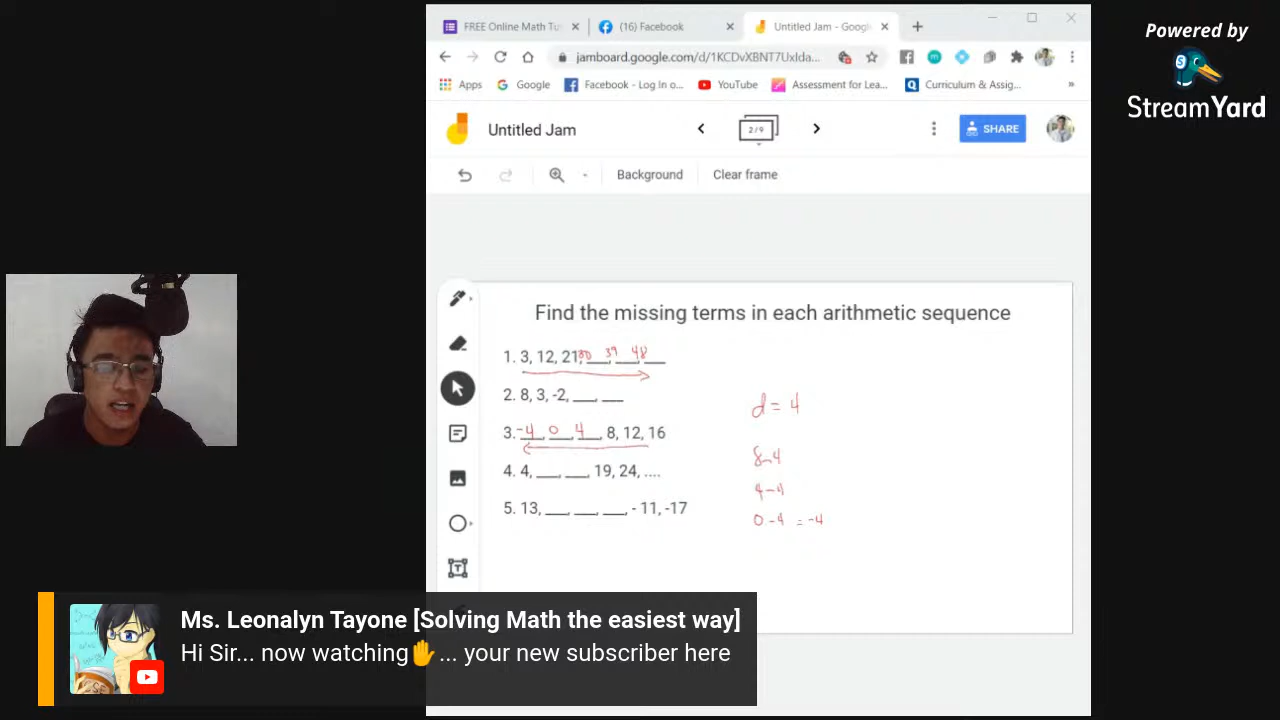 FREE Online Math Tu
(16) Facebook
Untitled Jam - Goog
jamboard.google.com/d/1KCDvXBNT7UxIda...
Apps
Google
Facebook - Log In o...
YouTube
Assessment for Lea...
Curriculum & Assig...
»
Untitled Jam
2/9
SHARE
Background
Clear frame
Powered by
StreamYard
Find the missing terms in each arithmetic sequence
1. 3, 12, 21, 30, 39, 48
2. 8, 3, -2, ___, ___
3. -4, 0, 4, 8, 12, 16
4. 4, ___, ___, 19, 24, ....
5. 13, ___, ___, ___, - 11, -17
d = 4
8-4
4-4
0-4 = -4
Ms. Leonalyn Tayone [Solving Math the easiest way]
Hi Sir... now watching✋... your new subscriber here